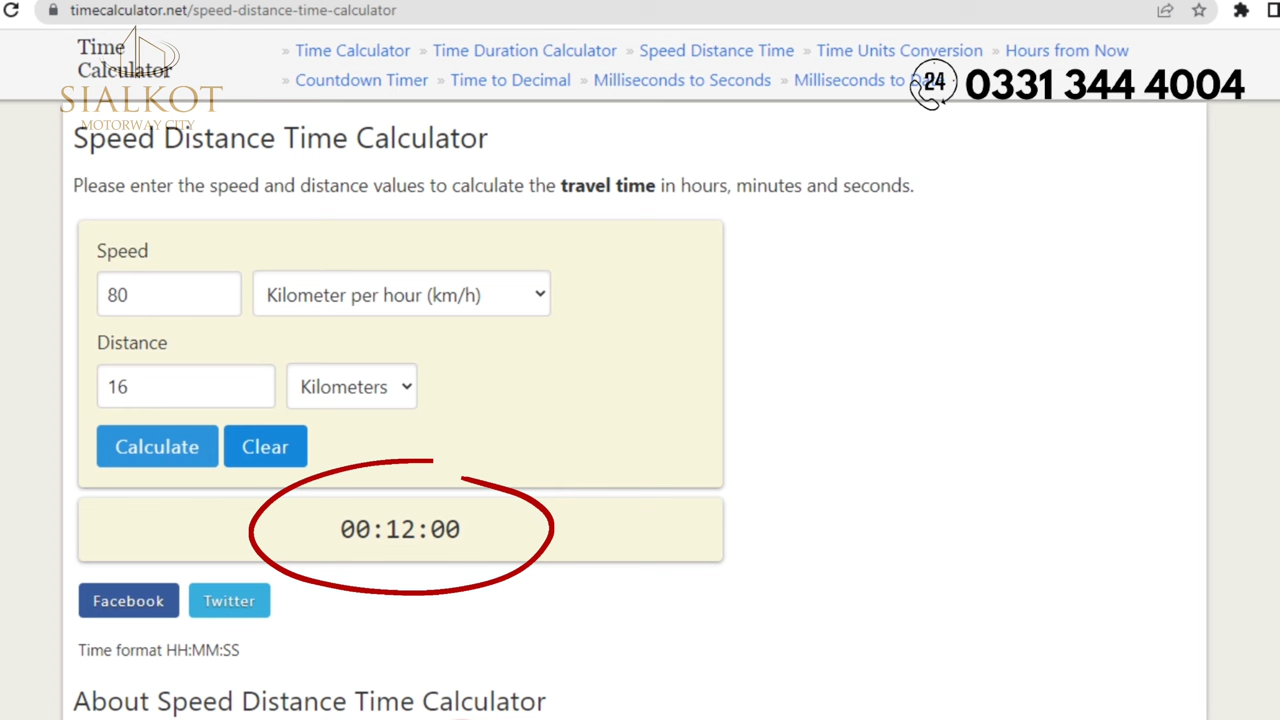 timecalculator.net/speed-distance-time-calculator
Time Calculator
» Time Calculator » Time Duration Calculator » Speed Distance Time » Time Units Conversion » Hours from Now
» Countdown Timer » Time to Decimal » Milliseconds to Seconds » Milliseconds to
24 0331 344 4004
SIALKOT
MOTORWAY CITY
Speed Distance Time Calculator
Please enter the speed and distance values to calculate the travel time in hours, minutes and seconds.
Speed
80 Kilometer per hour (km/h)
Distance
16 Kilometers
Calculate Clear
00:12:00
Facebook Twitter
Time format HH:MM:SS
About Speed Distance Time Calculator